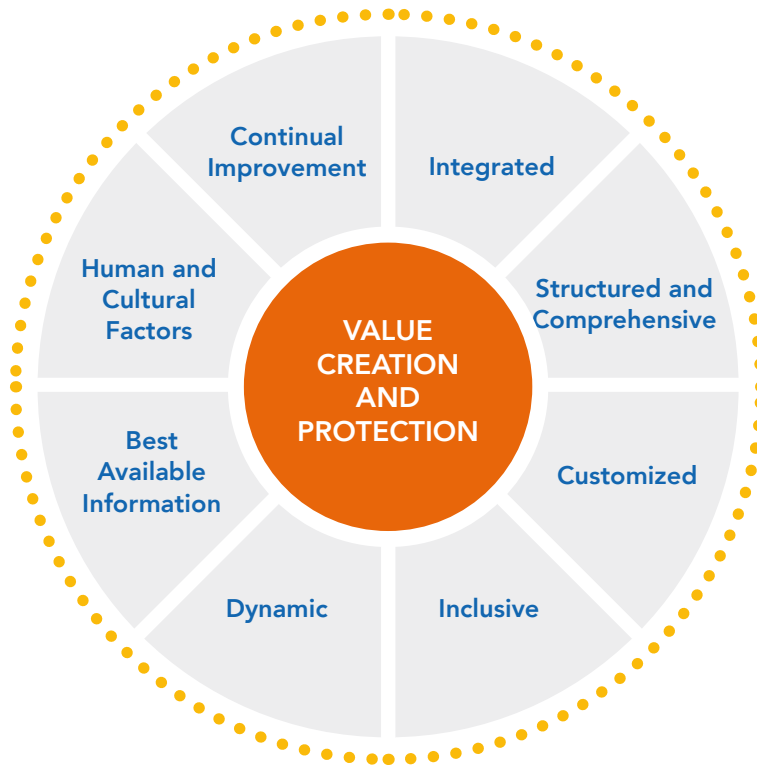 Continual
Improvement
Integrated
Human and
Cultural
Factors
Structured and
Comprehensive
VALUE
CREATION
AND
PROTECTION
Best
Available
Information
Customized
Dynamic
Inclusive